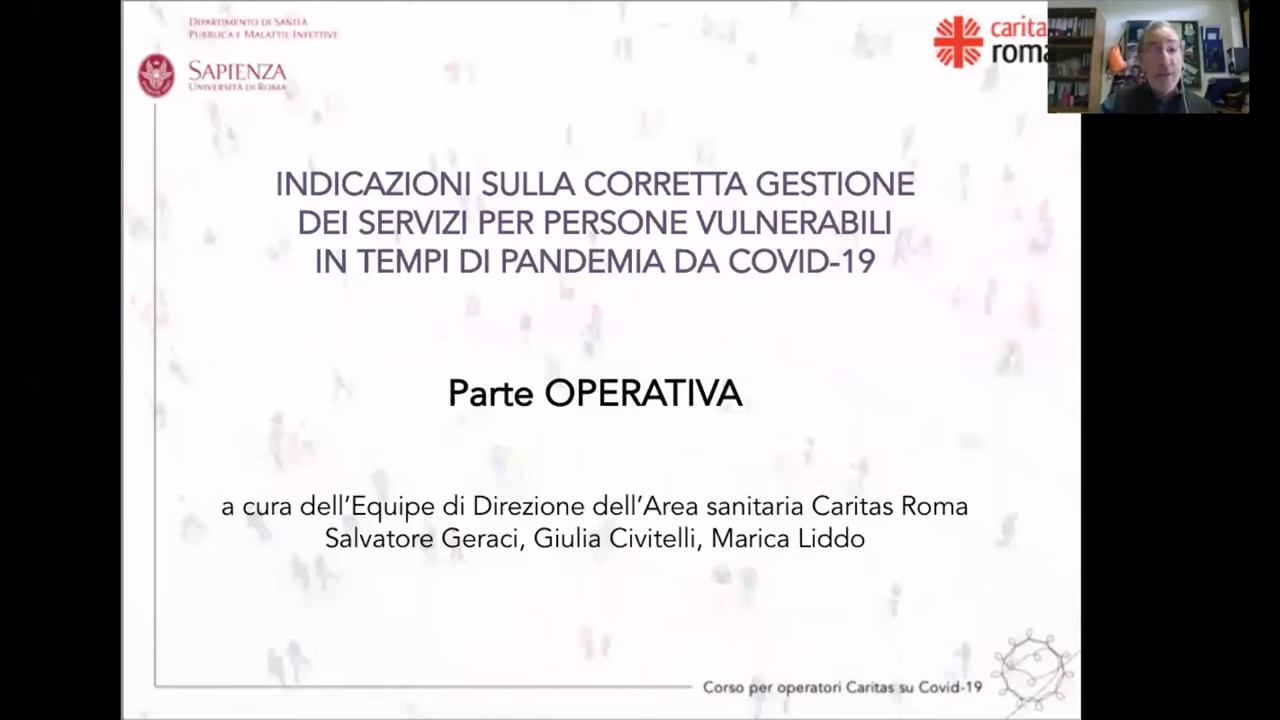 DIPARTIMENTO DI SANITÀ
PUBBLICA E MALATTIE INFETTIVE
SAPIENZA
UNIVERSITÀ DI ROMA
carita
roma
INDICAZIONI SULLA CORRETTA GESTIONE
DEI SERVIZI PER PERSONE VULNERABILI
IN TEMPI DI PANDEMIA DA COVID-19
Parte OPERATIVA
a cura dell'Equipe di Direzione dell'Area sanitaria Caritas Roma
Salvatore Geraci, Giulia Civitelli, Marica Liddo
Corso per operatori Caritas su Covid-19